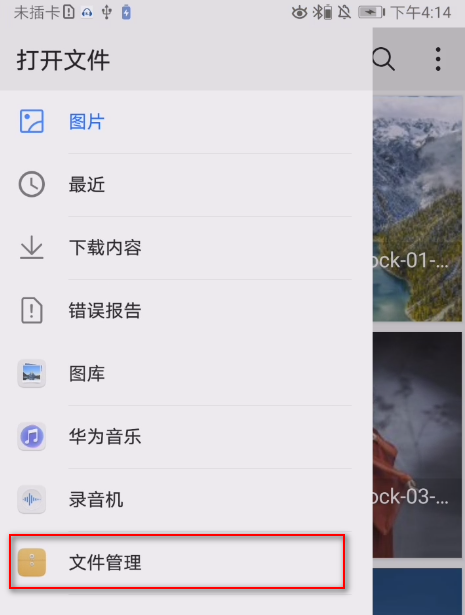 未插卡 下午4:14
打开文件
图片
最近
下载内容
错误报告
图库
华为音乐
录音机
文件管理
ock-01-...
ock-03-...